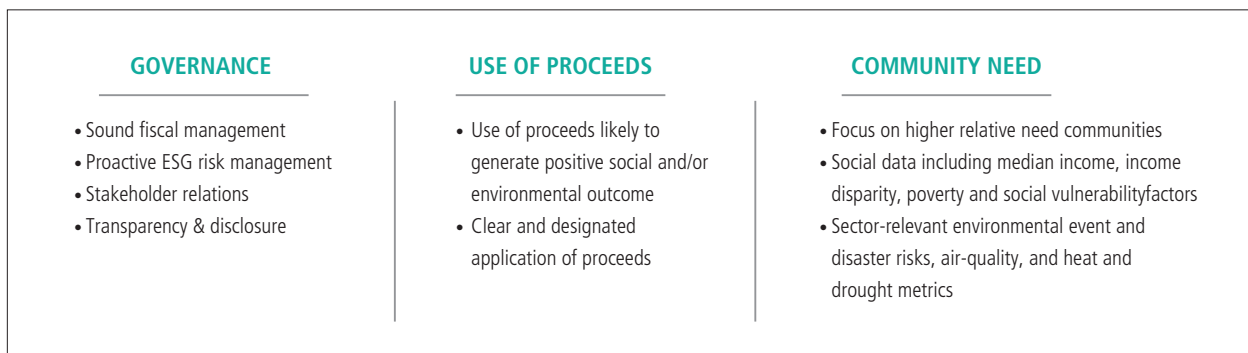 GOVERNANCE
• Sound fiscal management
• Proactive ESG risk management
• Stakeholder relations
• Transparency & disclosure
USE OF PROCEEDS
• Use of proceeds likely to
generate positive social and/or
environmental outcome
• Clear and designated
application of proceeds
COMMUNITY NEED
• Focus on higher relative need communities
• Social data including median income, income
disparity, poverty and social vulnerabilityfactors
• Sector-relevant environmental event and
disaster risks, air-quality, and heat and
drought metrics